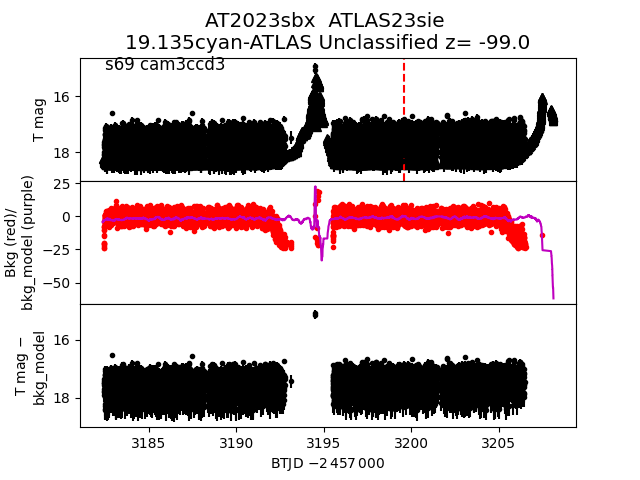 AT2023sbx  ATLAS23sie
19.135cyan-ATLAS Unclassified z= -99.0
s69 cam3ccd3
T mag
16
18
Bkg (red)/
bkg_model (purple)
25
0
−25
−50
T mag −
bkg_model
16
18
3185
3190
3195
3200
3205
BTJD −2 457 000